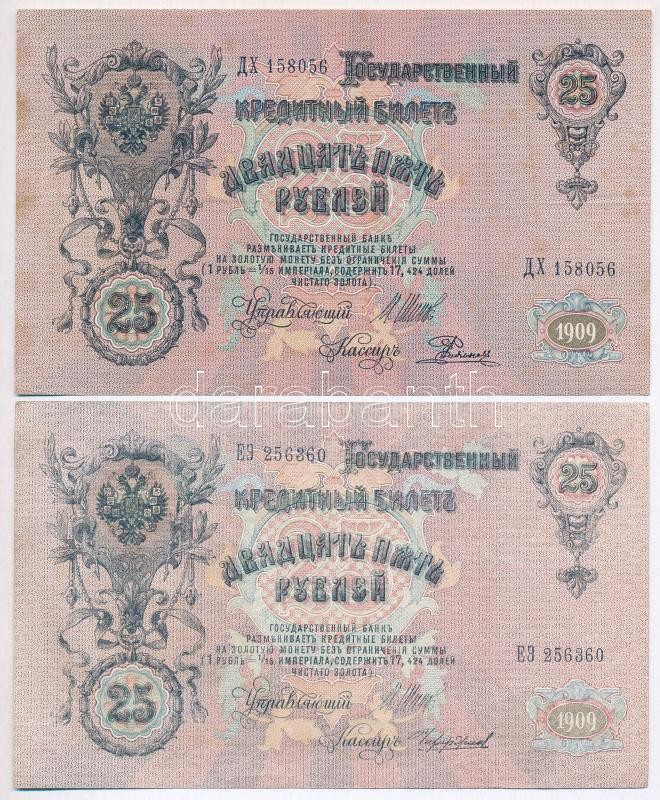 ДХ 158056 Государственный 25
Кредитный Билетъ
Двадцать пять
рублей
ГОСУДАРСТВЕННЫЙ БАНКЪ
РАЗМѢНИВАЕТЪ КРЕДИТНЫЕ БИЛЕТЫ
НА ЗОЛОТУЮ МОНЕТУ БЕЗЪ ОГРАНИЧЕНІЯ СУММЫ
(1 РУБЛЬ = 1/15 ИМПЕРІАЛА, СОДЕРЖИТЪ 17,424 ДОЛЕЙ
ЧИСТАГО ЗОЛОТА).
ДХ 158056
25
Управляющій
Кассиръ
1909
darabanth
ЕЭ 256360 Государственный 25
Кредитный Билетъ
Двадцать пять
рублей
ГОСУДАРСТВЕННЫЙ БАНКЪ
РАЗМѢНИВАЕТЪ КРЕДИТНЫЕ БИЛЕТЫ
НА ЗОЛОТУЮ МОНЕТУ БЕЗЪ ОГРАНИЧЕНІЯ СУММЫ
(1 РУБЛЬ = 1/15 ИМПЕРІАЛА, СОДЕРЖИТЪ 17,424 ДОЛЕЙ
ЧИСТАГО ЗОЛОТА).
ЕЭ 256360
25
Управляющій
Кассиръ
1909